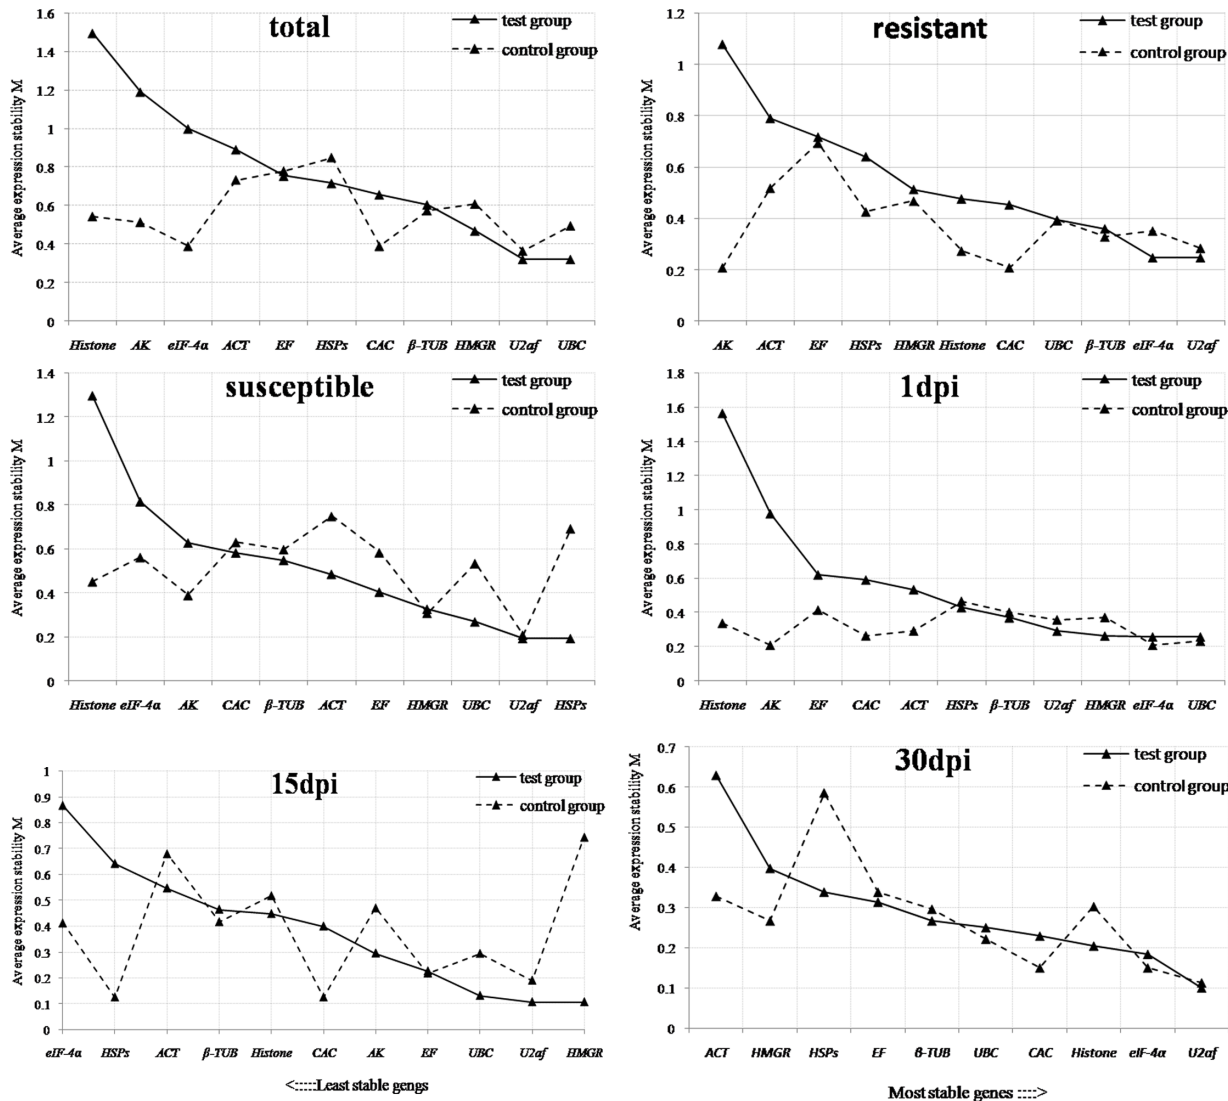 total
test group
control group
Average expression stability M
1.6
1.4
1.2
1
0.8
0.6
0.4
0.2
0
Histone AK eIF-4α ACT EF HSPs CAC β-TUB HMGR U2af UBC
resistant
test group
control group
Average expression stability M
1.2
1
0.8
0.6
0.4
0.2
0
AK ACT EF HSPs HMGR Histone CAC UBC β-TUB eIF-4α U2af
susceptible
test group
control group
Average expression stability M
1.4
1.2
1
0.8
0.6
0.4
0.2
0
Histone eIF-4α AK CAC β-TUB ACT EF HMGR UBC U2af HSPs
1dpi
test group
control group
Average expression stability M
1.8
1.6
1.4
1.2
1
0.8
0.6
0.4
0.2
0
Histone AK EF CAC ACT HSPs β-TUB U2af HMGR eIF-4α UBC
15dpi
test group
control group
Average expression stability M
1
0.9
0.8
0.7
0.6
0.5
0.4
0.3
0.2
0.1
0
eIF-4α HSPs ACT β-TUB Histone CAC AK EF UBC U2af HMGR
<:::::Least stable gengs
30dpi
test group
control group
Average expression stability M
0.7
0.6
0.5
0.4
0.3
0.2
0.1
0
ACT HMGR HSPs EF β-TUB UBC CAC Histone eIF-4α U2af
Most stable genes ::::>